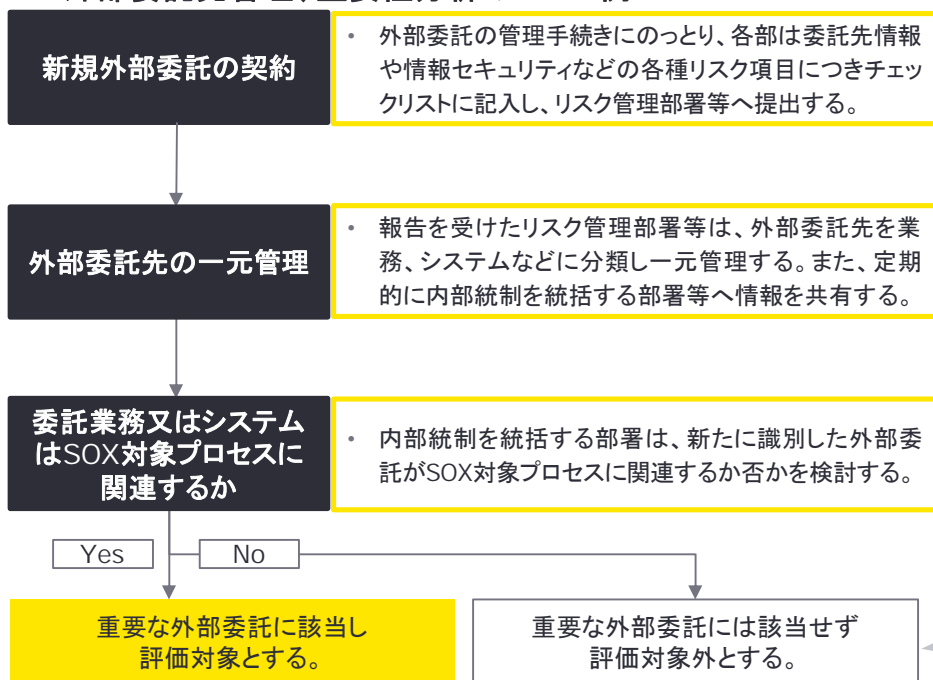 新規外部委託の契約
• 外部委託の管理手続きにのっとり、各部は委託先情報
や情報セキュリティなどの各種リスク項目につきチェッ
クリストに記入し、リスク管理部署等へ提出する。
外部委託先の一元管理
• 報告を受けたリスク管理部署等は、外部委託先を業
務、システムなどに分類し一元管理する。また、定期
的に内部統制を統括する部署等へ情報を共有する。
委託業務又はシステム
はSOX対象プロセスに
関連するか
• 内部統制を統括する部署は、新たに識別した外部委
託がSOX対象プロセスに関連するか否かを検討する。
Yes
No
重要な外部委託に該当し
評価対象とする。
重要な外部委託には該当せず
評価対象外とする。